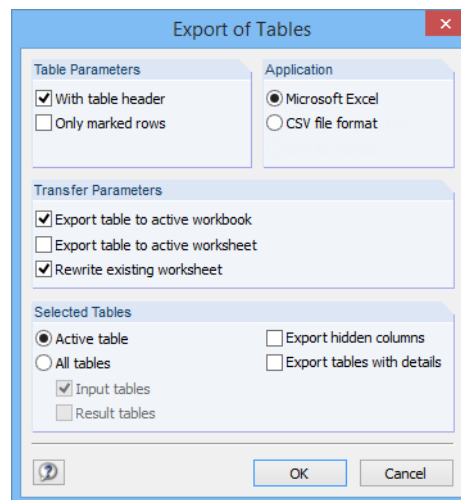 Export of Tables
Table Parameters
With table header
Only marked rows
Application
Microsoft Excel
CSV file format
Transfer Parameters
Export table to active workbook
Export table to active worksheet
Rewrite existing worksheet
Selected Tables
Active table
All tables
Input tables
Result tables
Export hidden columns
Export tables with details
OK
Cancel